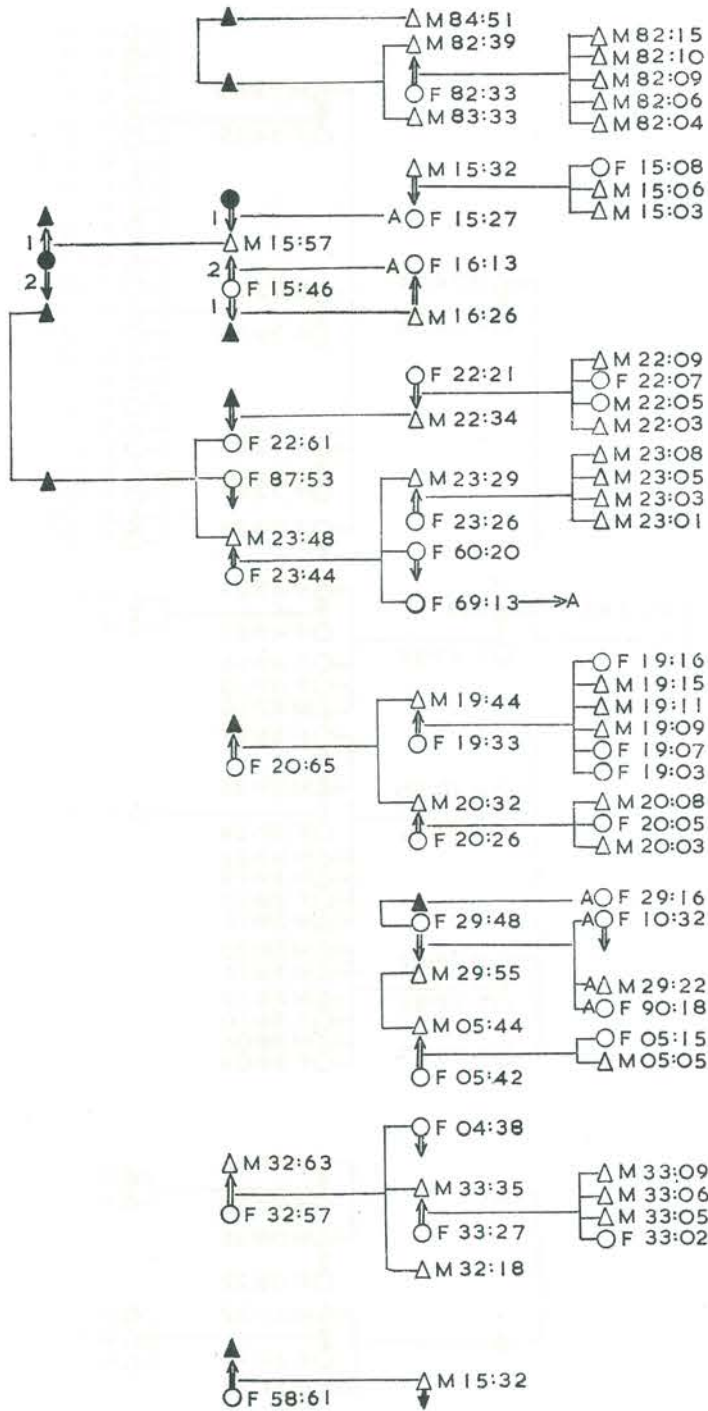 M 84:51
M 82:39
F 82:33
M 83:33
M 82:15
M 82:10
M 82:09
M 82:06
M 82:04
1
2
1
M 15:57
2
F 15:46
1
M 15:32
A F 15:27
A F 16:13
M 16:26
F 15:08
M 15:06
M 15:03
F 22:61
F 87:53
M 23:48
F 23:44
F 22:21
M 22:34
M 23:29
F 23:26
F 60:20
F 69:13 A
M 22:09
F 22:07
M 22:05
M 22:03
M 23:08
M 23:05
M 23:03
M 23:01
F 20:65
M 19:44
F 19:33
M 20:32
F 20:26
F 19:16
M 19:15
M 19:11
M 19:09
F 19:07
F 19:03
M 20:08
F 20:05
M 20:03
F 29:48
M 29:55
M 05:44
F 05:42
A F 29:16
A F 10:32
A M 29:22
A F 90:18
F 05:15
M 05:05
M 32:63
F 32:57
F 04:38
M 33:35
F 33:27
M 32:18
M 33:09
M 33:06
M 33:05
F 33:02
F 58:61
M 15:32